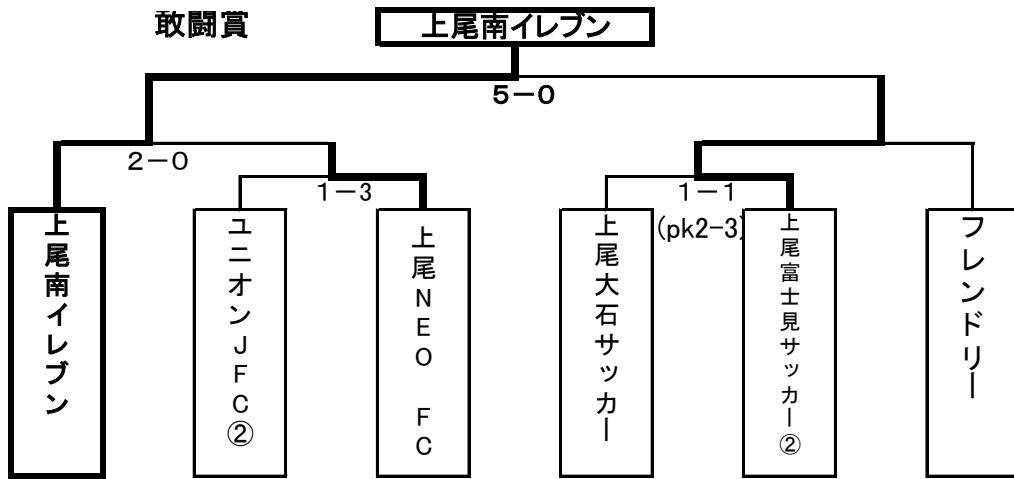 敢闘賞
上尾南イレブン
5－0
2－0
1－3
1－1
(pk2-3)
上尾南イレブン
ユニオンJFC②
上尾NEO FC
上尾大石サッカー
上尾富士見サッカー②
フレンドリー